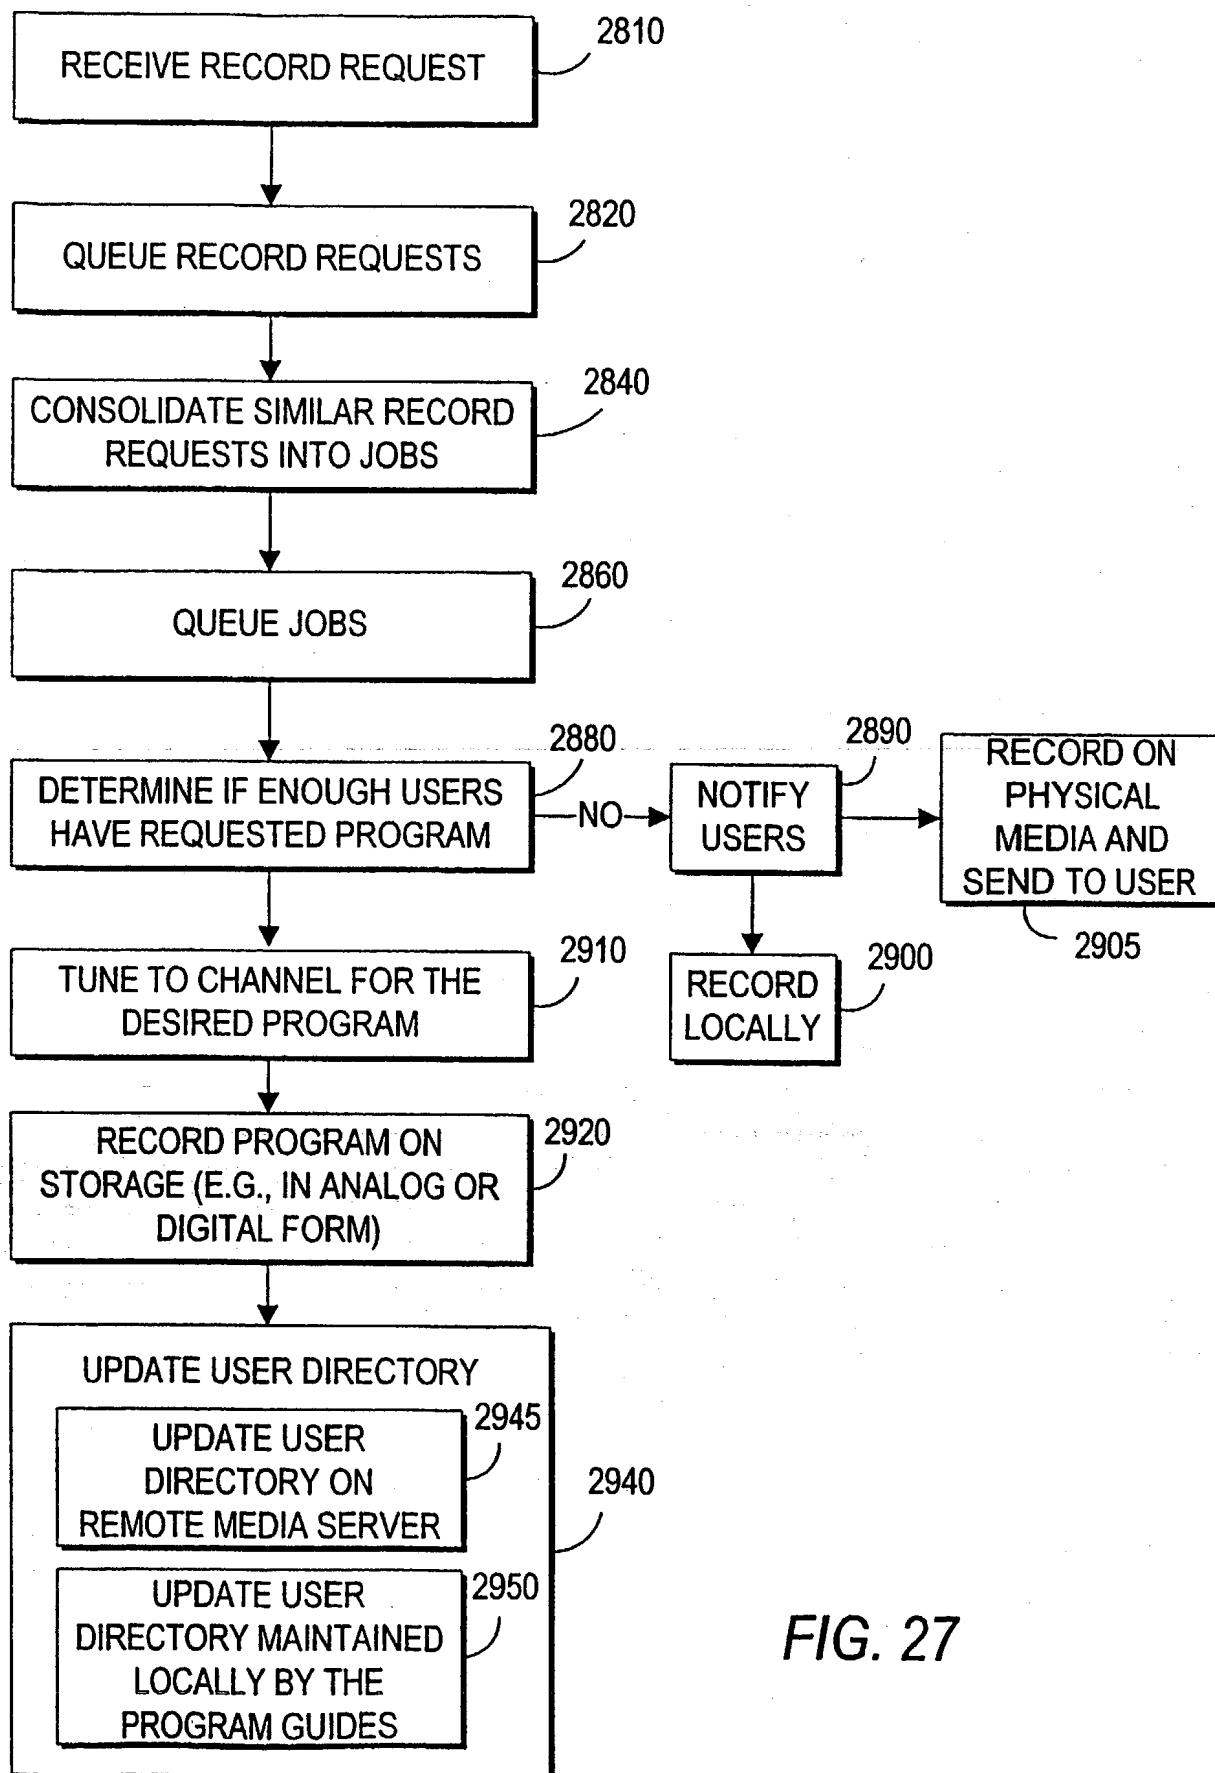 RECEIVE RECORD REQUEST
2810
QUEUE RECORD REQUESTS
2820
CONSOLIDATE SIMILAR RECORD
REQUESTS INTO JOBS
2840
QUEUE JOBS
2860
DETERMINE IF ENOUGH USERS
HAVE REQUESTED PROGRAM
2880
NO
NOTIFY
USERS
2890
RECORD ON
PHYSICAL
MEDIA AND
SEND TO USER
2905
RECORD
LOCALLY
2900
TUNE TO CHANNEL FOR THE
DESIRED PROGRAM
2910
RECORD PROGRAM ON
STORAGE (E.G., IN ANALOG OR
DIGITAL FORM)
2920
UPDATE USER DIRECTORY
2940
UPDATE USER
DIRECTORY ON
REMOTE MEDIA SERVER
2945
UPDATE USER
DIRECTORY MAINTAINED
LOCALLY BY THE
PROGRAM GUIDES
2950
FIG. 27